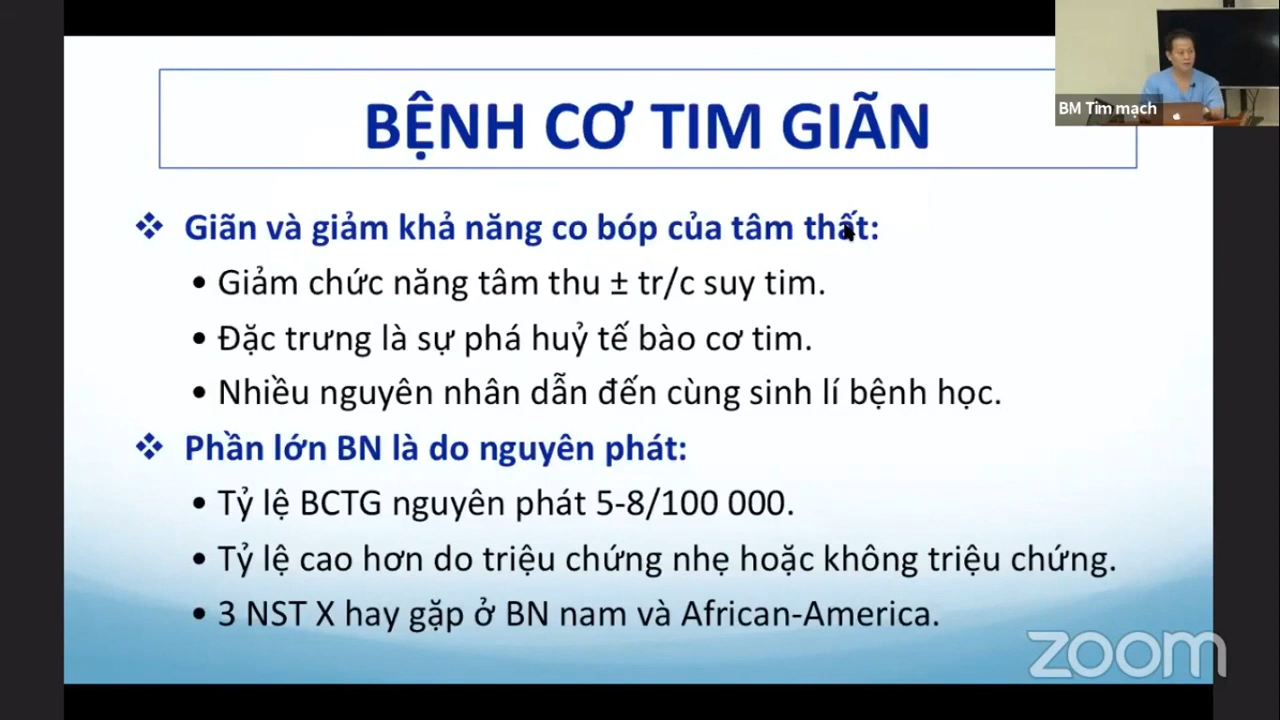 BỆNH CƠ TIM GIÃN
BM Tim mạch
❖ Giãn và giảm khả năng co bóp của tâm thất:
• Giảm chức năng tâm thu ± tr/c suy tim.
• Đặc trưng là sự phá huỷ tế bào cơ tim.
• Nhiều nguyên nhân dẫn đến cùng sinh lí bệnh học.
❖ Phần lớn BN là do nguyên phát:
• Tỷ lệ BCTG nguyên phát 5-8/100 000.
• Tỷ lệ cao hơn do triệu chứng nhẹ hoặc không triệu chứng.
• 3 NST X hay gặp ở BN nam và African-America.
zoom